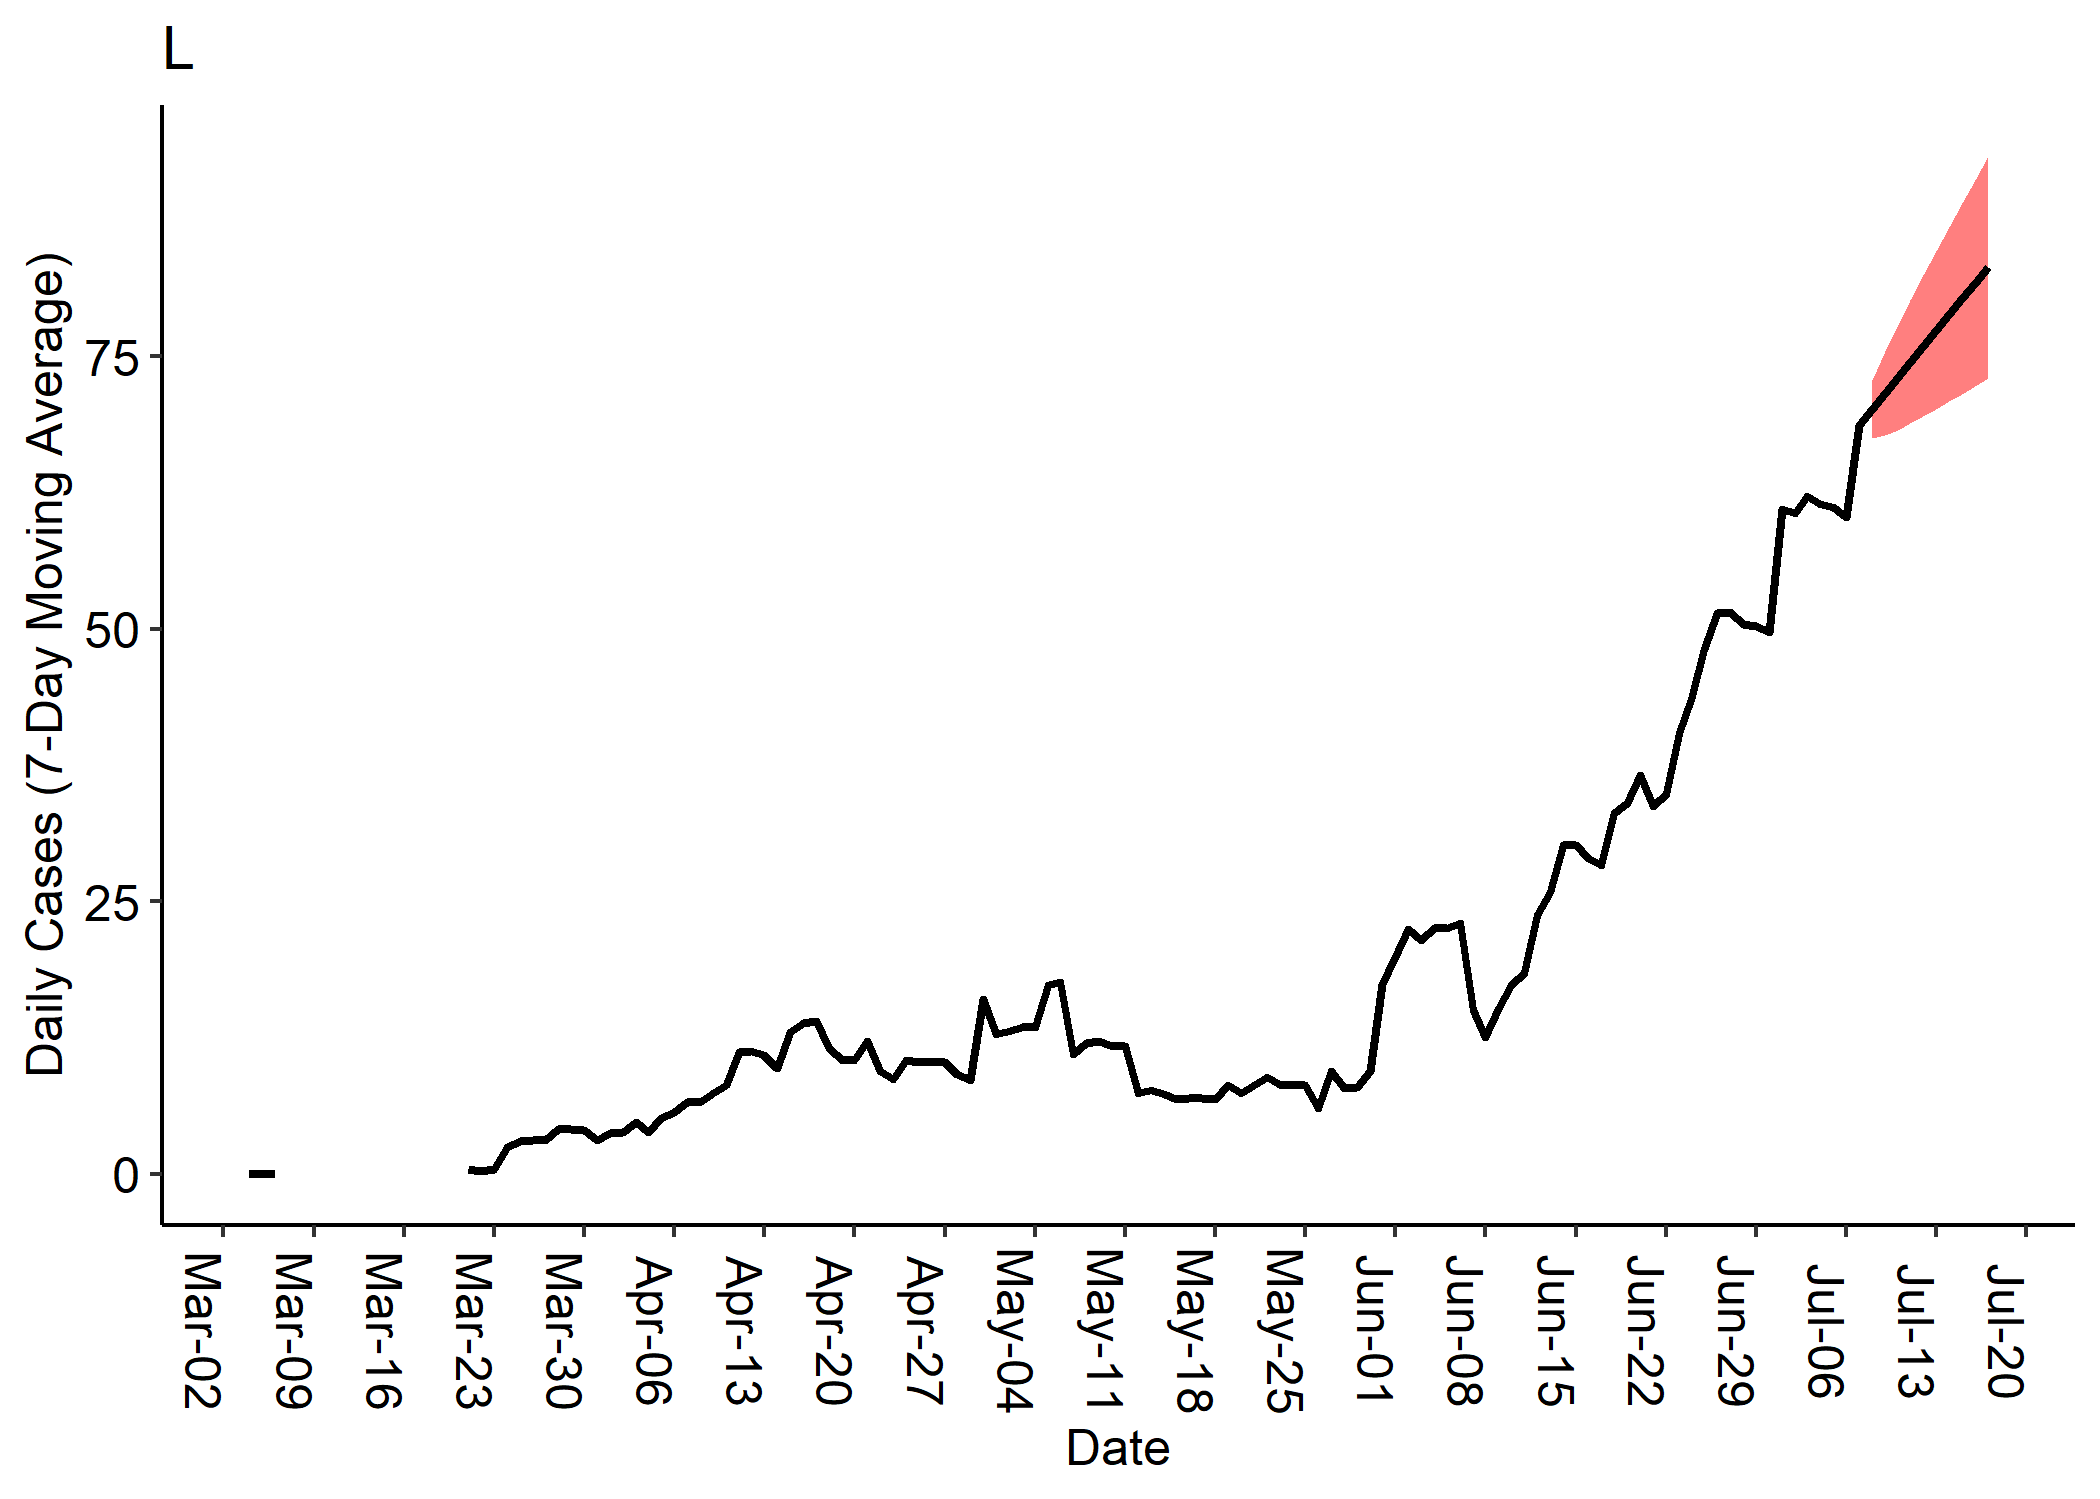 L
Daily Cases (7-Day Moving Average)
75
50
25
0
Mar-02
Mar-09
Mar-16
Mar-23
Mar-30
Apr-06
Apr-13
Apr-20
Apr-27
May-04
May-11
May-18
May-25
Jun-01
Jun-08
Jun-15
Jun-22
Jun-29
Jul-06
Jul-13
Jul-20
Date